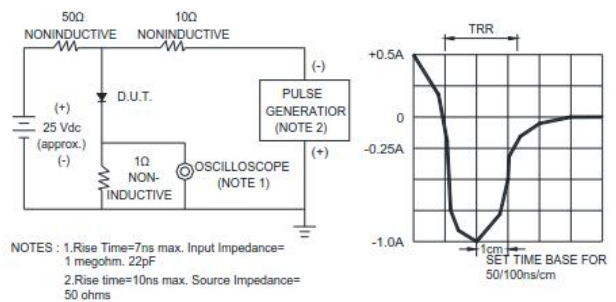 50Ω
NONINDUCTIVE
10Ω
NONINDUCTIVE
(+)
25 Vdc
(approx.)
(-)
D.U.T.
1Ω
NON-
INDUCTIVE
OSCILLOSCOPE
(NOTE 1)
(-)
PULSE
GENERATIOR
(NOTE 2)
(+)
NOTES : 1.Rise Time=7ns max. Input Impedance=
1 megohm. 22pF
2.Rise time=10ns max. Source Impedance=
50 ohms
TRR
+0.5A
0
-0.25A
-1.0A
1cm
SET TIME BASE FOR
50/100ns/cm